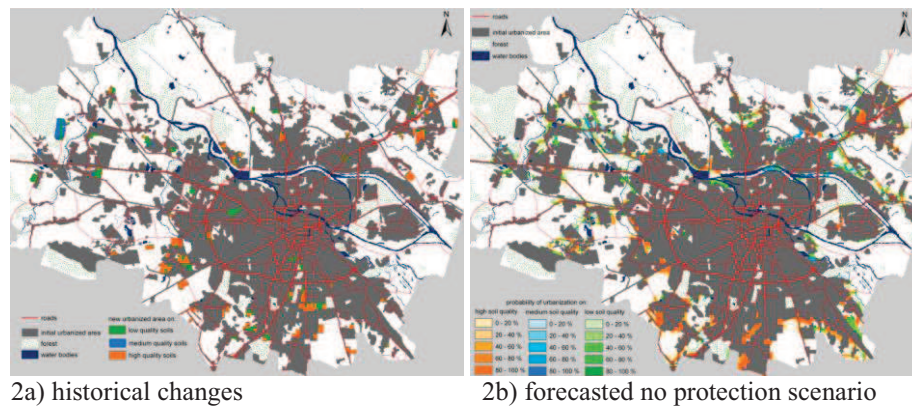 N
roads
initial urbanized area
forest
water bodies
new urbanized area on...
low quality soils
medium-quality soils
high quality soils
N
roads
initial urbanized area
forest
water bodies
probability of urbanization on:
high soil quality medium soil quality low soil quality
0 - 20 % 0 - 20 % 0 - 20 %
20 - 40 % 20 - 40 % 20 - 40 %
40 - 60 % 40 - 60 % 40 - 60 %
60 - 80 % 60 - 80 % 60 - 80 %
80 - 100 % 80 - 100 % 80 - 100 %
2a) historical changes
2b) forecasted no protection scenario